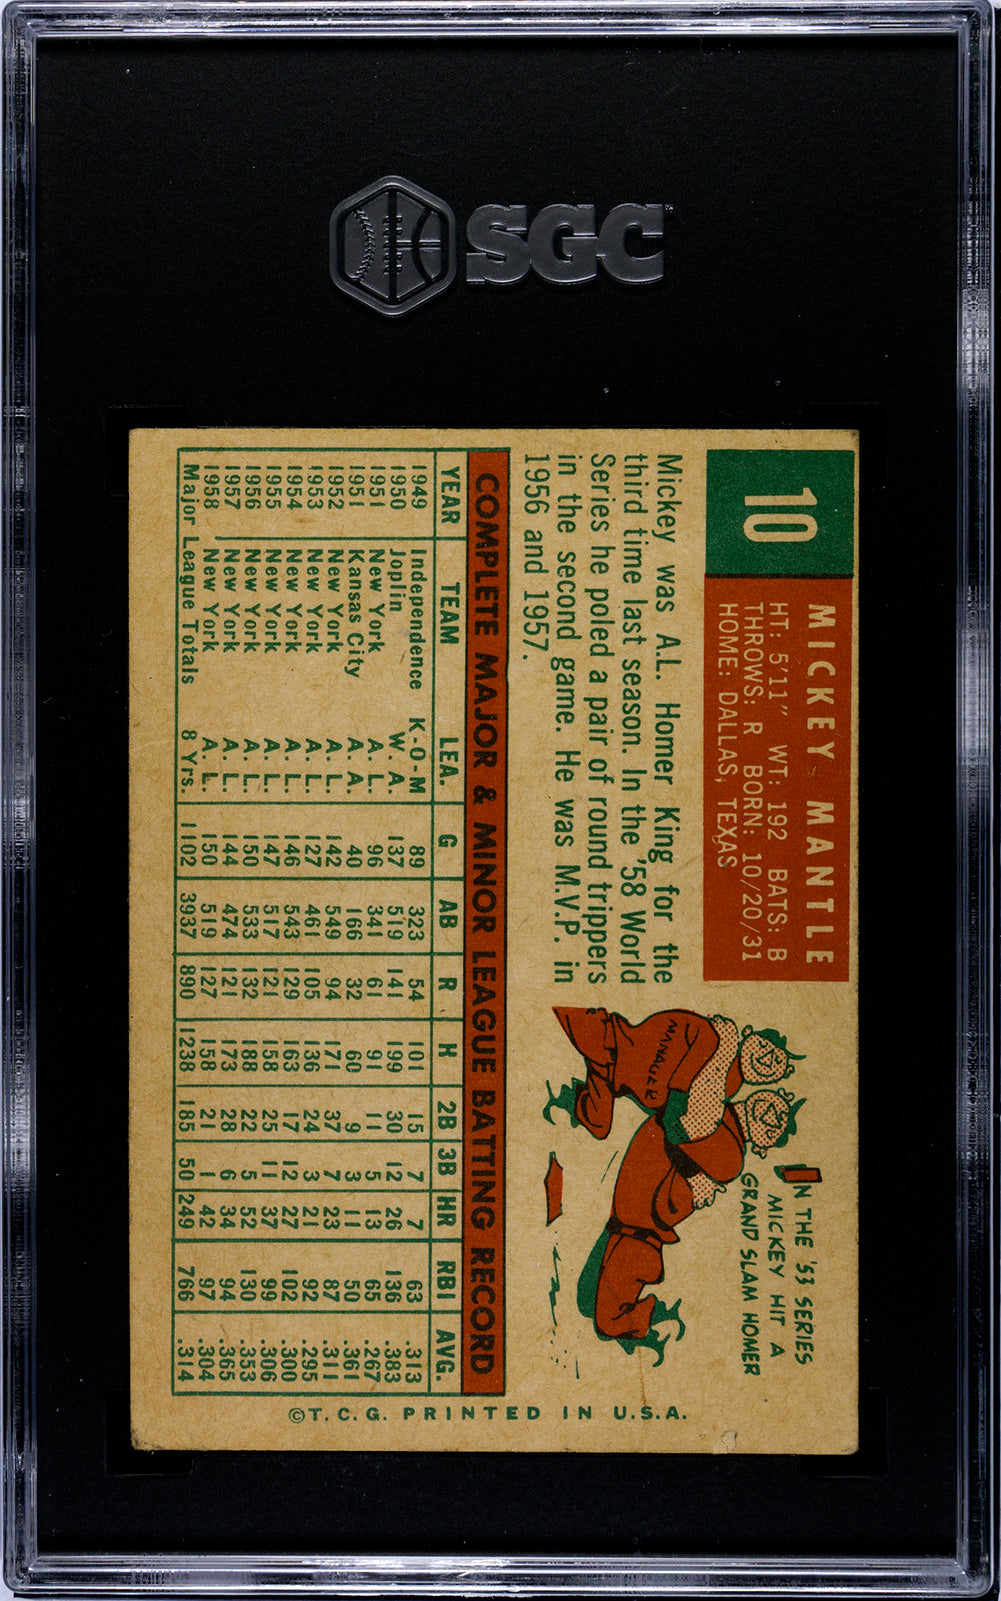 SGC
10
MICKEY MANTLE
HT: 5'11" WT: 192 BATS: B
THROWS: R BORN: 10/20/31
HOME: DALLAS, TEXAS
Mickey was A.L. Homer King for the
third time last season. In the '58 World
Series he poled a pair of round trippers
in the second game. He was M.V.P. in
1956 and 1957.
MANAGER
IN THE '53 SERIES
MICKEY HIT A
GRAND SLAM HOMER
COMPLETE MAJOR & MINOR LEAGUE BATTING RECORD
YEAR TEAM LEA. G AB R H 2B 3B HR RBI AVG.
1949 Independence K-O-M 89 323 54 101 15 7 7 63 .313
1950 Joplin W. A. 137 519 141 199 30 12 26 136 .383
1951 New York A. L. 96 341 61 91 11 5 13 65 .267
1951 Kansas City A. A. 40 166 32 60 9 3 11 50 .361
1952 New York A. L. 142 549 94 171 37 7 23 87 .311
1953 New York A. L. 127 461 105 136 24 3 21 92 .295
1954 New York A. L. 146 543 129 163 17 12 27 102 .300
1955 New York A. L. 147 517 121 158 25 11 37 99 .306
1956 New York A. L. 150 533 132 188 22 5 52 130 .353
1957 New York A. L. 144 474 121 173 28 6 34 94 .365
1958 New York A. L. 150 519 127 158 21 1 42 97 .304
Major League Totals 8 Yrs. 1102 3937 890 1238 185 50 249 766 .314
©T.C.G. PRINTED IN U.S.A.